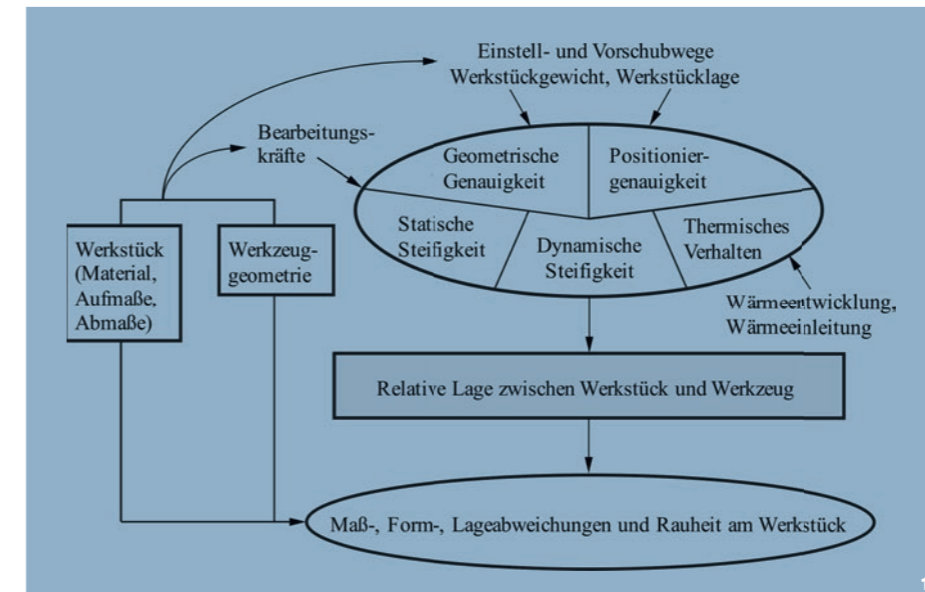 Einstell- und Vorschubwege
Werkstückgewicht, Werkstücklage
Bearbeitungs-
kräfte
Geometrische
Genauigkeit
Positionier-
genauigkeit
Statische
Steifigkeit
Dynamische
Steifigkeit
Thermisches
Verhalten
Werkstück
(Material,
Aufmaße,
Abmaße)
Werkzeug-
geometrie
Wärmeentwicklung,
Wärmeeinleitung
Relative Lage zwischen Werkstück und Werkzeug
Maß-, Form-, Lageabweichungen und Rauheit am Werkstück